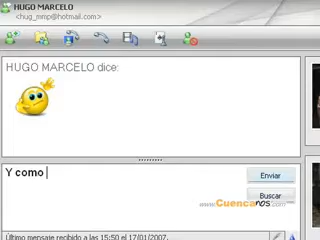 HUGO MARCELO
<hug_mmp@hotmail.com>
HUGO MARCELO dice:
Y como
Enviar
Buscar
www.Cuencanos.com
Último mensaje recibido a las 15:50 el 17/01/2007.